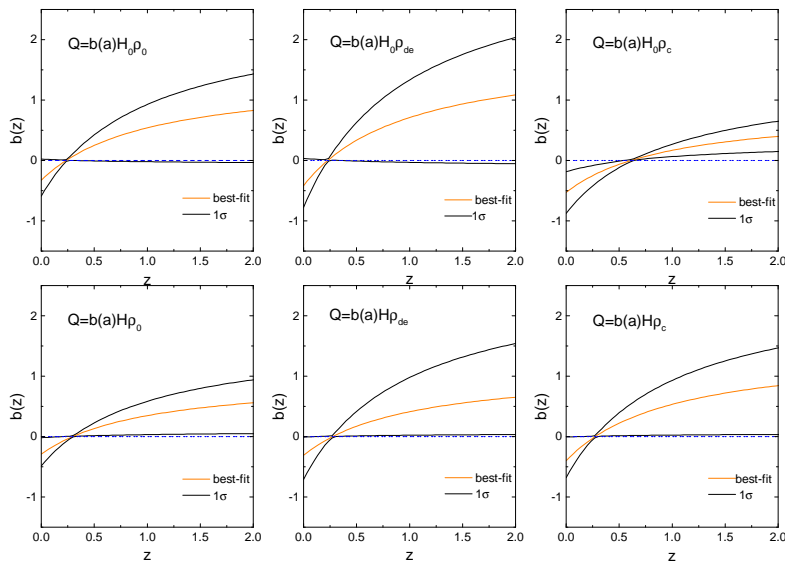 Q=b(a)H₀ρ₀
b(z)
2
1
0
-1
best-fit
1σ
0.0 0.5 1.0 1.5 2.0
z
Q=b(a)H₀ρ_de
b(z)
2
1
0
-1
best-fit
1σ
0.0 0.5 1.0 1.5 2.0
z
Q=b(a)H₀ρ_c
b(z)
2
1
0
-1
best-fit
1σ
0.0 0.5 1.0 1.5 2.0
z
Q=b(a)Hρ₀
b(z)
2
1
0
-1
best-fit
1σ
0.0 0.5 1.0 1.5 2.0
z
Q=b(a)Hρ_de
b(z)
2
1
0
-1
best-fit
1σ
0.0 0.5 1.0 1.5 2.0
z
Q=b(a)Hρ_c
b(z)
2
1
0
-1
best-fit
1σ
0.0 0.5 1.0 1.5 2.0
z